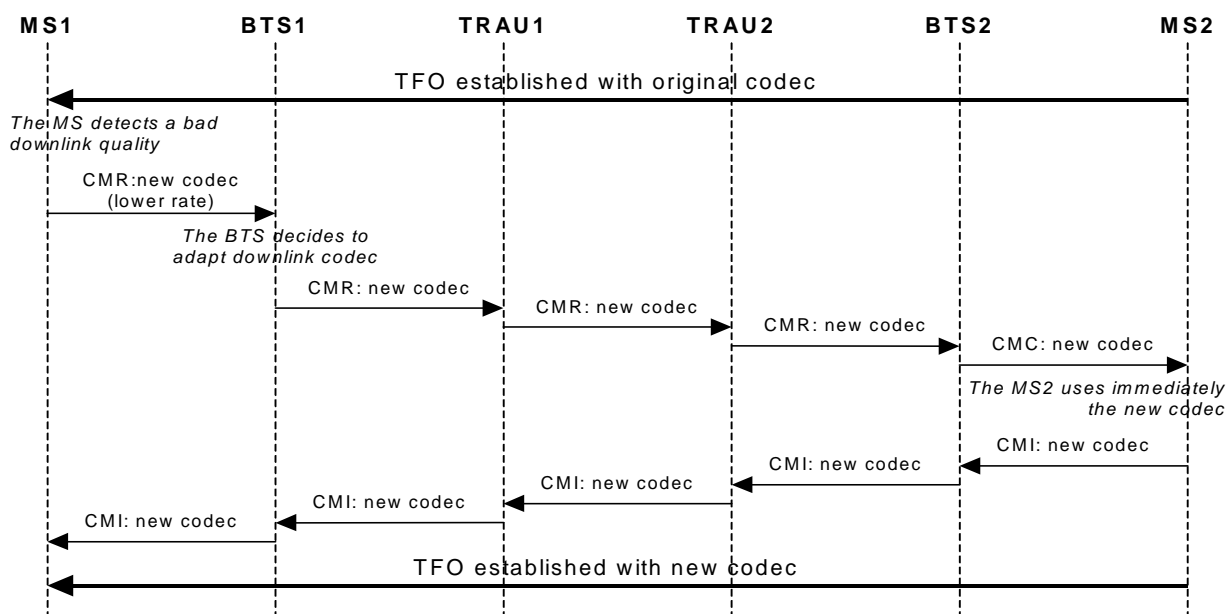 MS1 BTS1 TRAU1 TRAU2 BTS2 MS2
TFO established with original codec
The MS detects a bad
downlink quality
CMR:new codec
(lower rate)
The BTS decides to
adapt downlink codec
CMR: new codec
CMR: new codec
CMR: new codec
CMC: new codec
The MS2 uses immediately
the new codec
CMI: new codec
CMI: new codec
CMI: new codec
CMI: new codec
CMI: new codec
TFO established with new codec